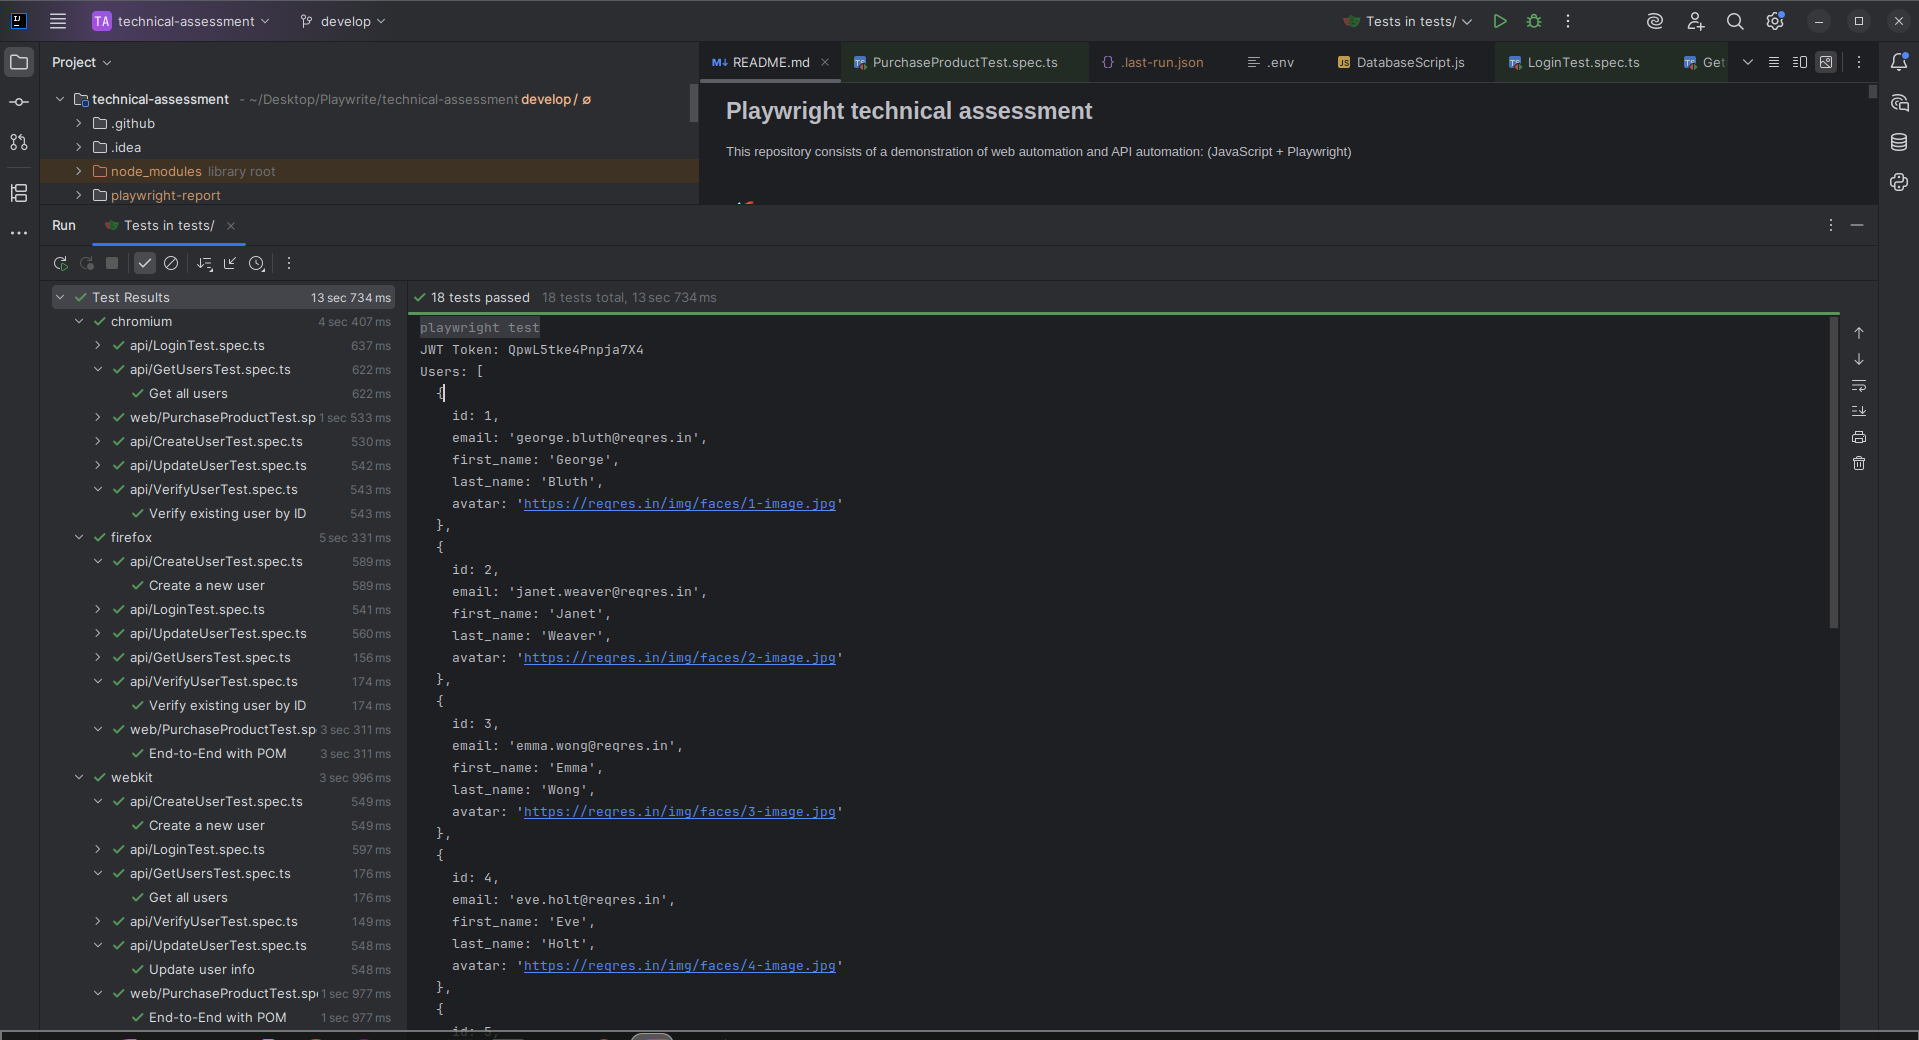 TA technical-assessment develop Tests in tests/
Project
README.md PurchaseProductTest.spec.ts {} .last-run.json .env JS DatabaseScript.js LoginTest.spec.ts Get
technical-assessment - ~/Desktop/Playwrite/technical-assessment develop / ø
.github
.idea
node_modules library root
playwright-report
Playwright technical assessment
This repository consists of a demonstration of web automation and API automation: (JavaScript + Playwright)
Run Tests in tests/
Test Results 13 sec 734 ms
chromium 4 sec 407 ms
api/LoginTest.spec.ts 637 ms
api/GetUsersTest.spec.ts 622 ms
Get all users 622 ms
web/PurchaseProductTest.sp 1 sec 533 ms
api/CreateUserTest.spec.ts 530 ms
api/UpdateUserTest.spec.ts 542 ms
api/VerifyUserTest.spec.ts 543 ms
Verify existing user by ID 543 ms
firefox 5 sec 331 ms
api/CreateUserTest.spec.ts 589 ms
Create a new user 589 ms
api/LoginTest.spec.ts 541 ms
api/UpdateUserTest.spec.ts 560 ms
api/GetUsersTest.spec.ts 156 ms
api/VerifyUserTest.spec.ts 174 ms
Verify existing user by ID 174 ms
web/PurchaseProductTest.sp 3 sec 311 ms
End-to-End with POM 3 sec 311 ms
webkit 3 sec 996 ms
api/CreateUserTest.spec.ts 549 ms
Create a new user 549 ms
api/LoginTest.spec.ts 597 ms
api/GetUsersTest.spec.ts 176 ms
Get all users 176 ms
api/VerifyUserTest.spec.ts 149 ms
api/UpdateUserTest.spec.ts 548 ms
Update user info 548 ms
web/PurchaseProductTest.sp 1 sec 977 ms
End-to-End with POM 1 sec 977 ms
18 tests passed 18 tests total, 13 sec 734 ms
playwright test
JWT Token: QpwL5tke4Pnpja7X4
Users: [
{
id: 1,
email: 'george.bluth@reqres.in',
first_name: 'George',
last_name: 'Bluth',
avatar: 'https://reqres.in/img/faces/1-image.jpg'
},
{
id: 2,
email: 'janet.weaver@reqres.in',
first_name: 'Janet',
last_name: 'Weaver',
avatar: 'https://reqres.in/img/faces/2-image.jpg'
},
{
id: 3,
email: 'emma.wong@reqres.in',
first_name: 'Emma',
last_name: 'Wong',
avatar: 'https://reqres.in/img/faces/3-image.jpg'
},
{
id: 4,
email: 'eve.holt@reqres.in',
first_name: 'Eve',
last_name: 'Holt',
avatar: 'https://reqres.in/img/faces/4-image.jpg'
},
{
id: 5,